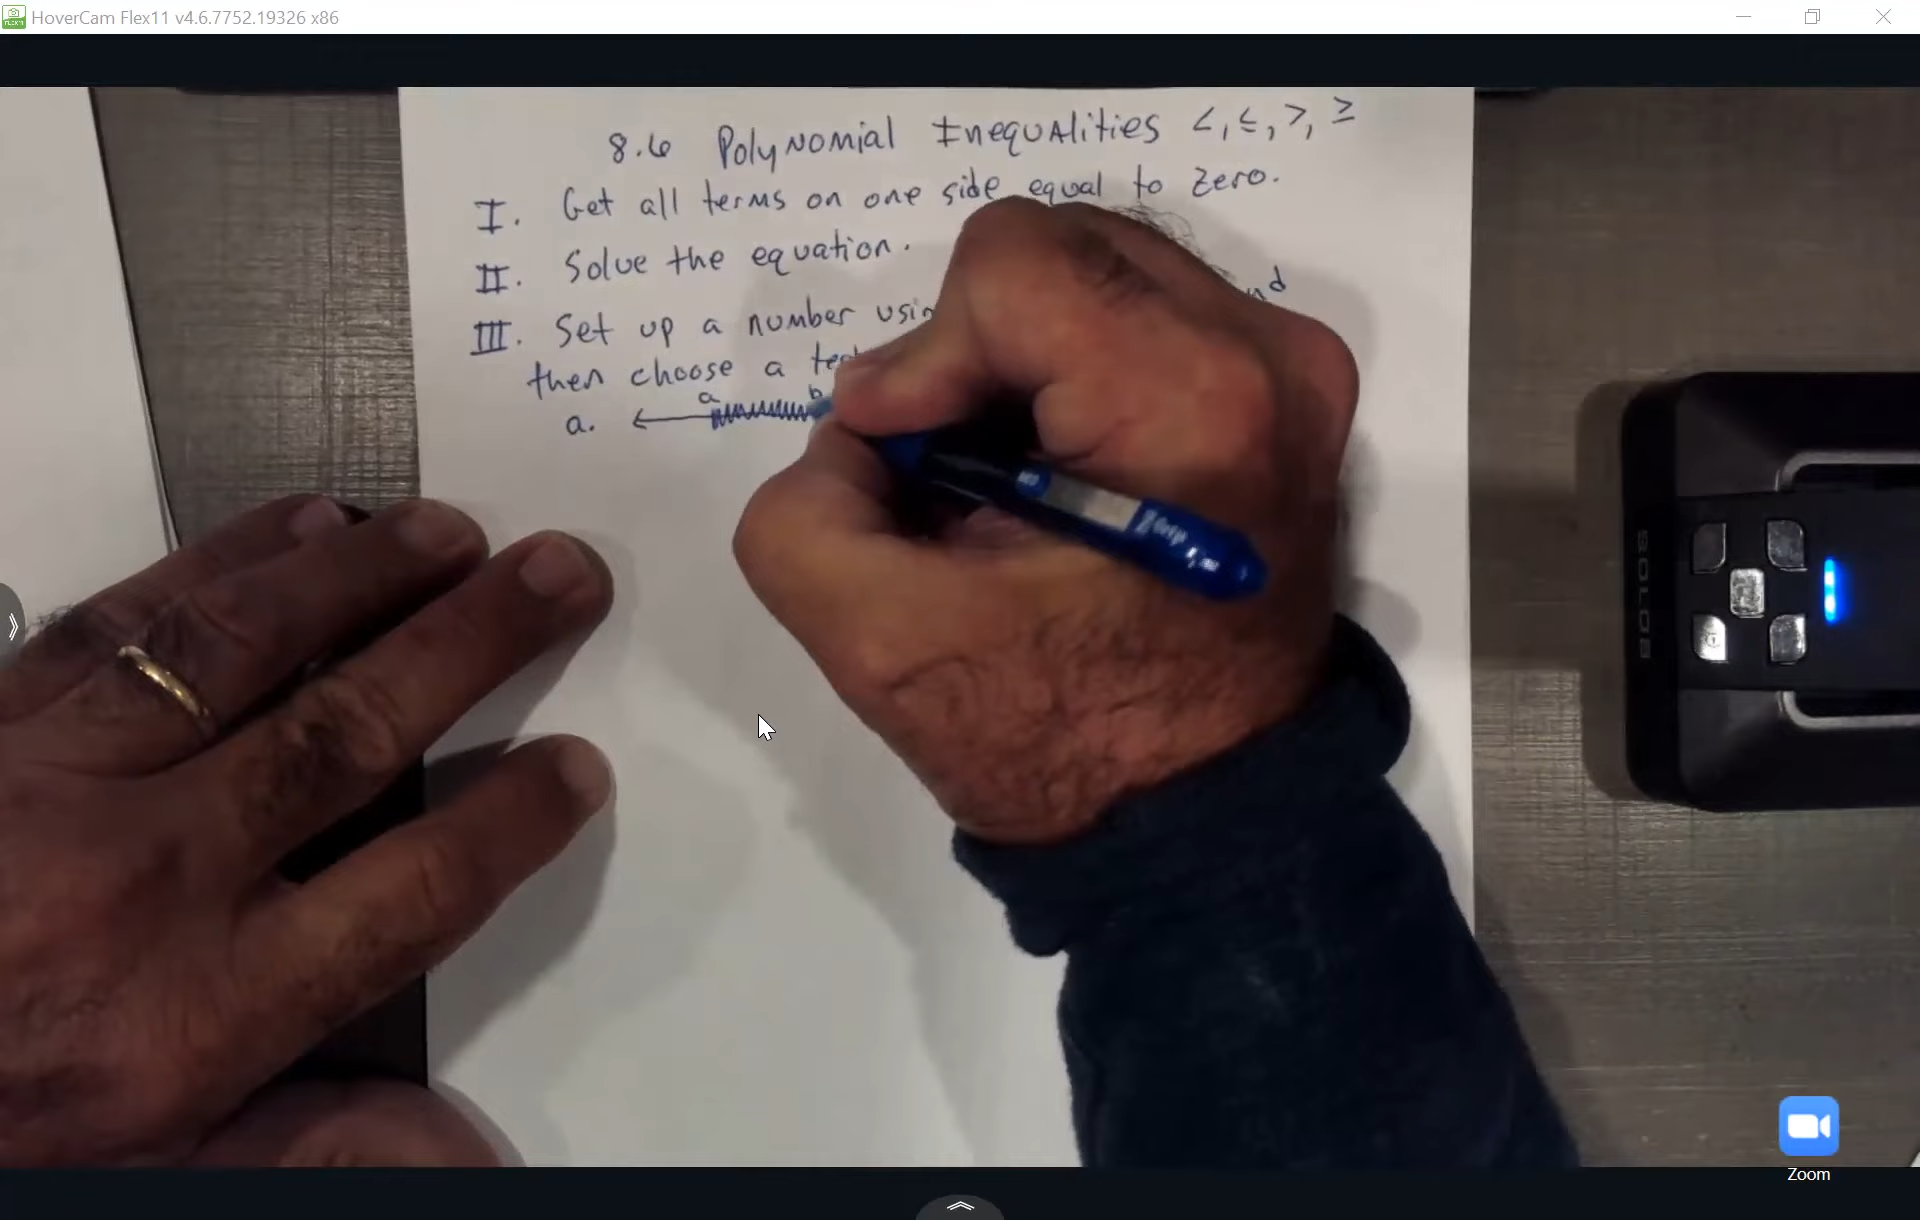 HoverCam Flex11 v4.6.7752.19326 x86
8.6 Polynomial Inequalities <, ≤, >, ≥
I. Get all terms on one side equal to zero.
II. Solve the equation.
III. Set up a number
then choose a
a. a b
Zoom